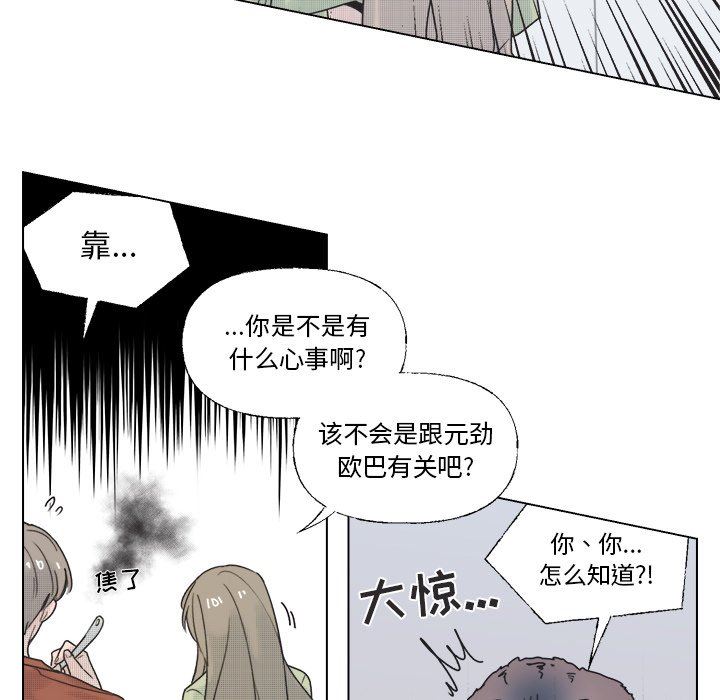 靠...
...你是不是有
什么心事啊?
该不会是跟元劲
欧巴有关吧?
焦了
你、你...
怎么知道?!
大惊...